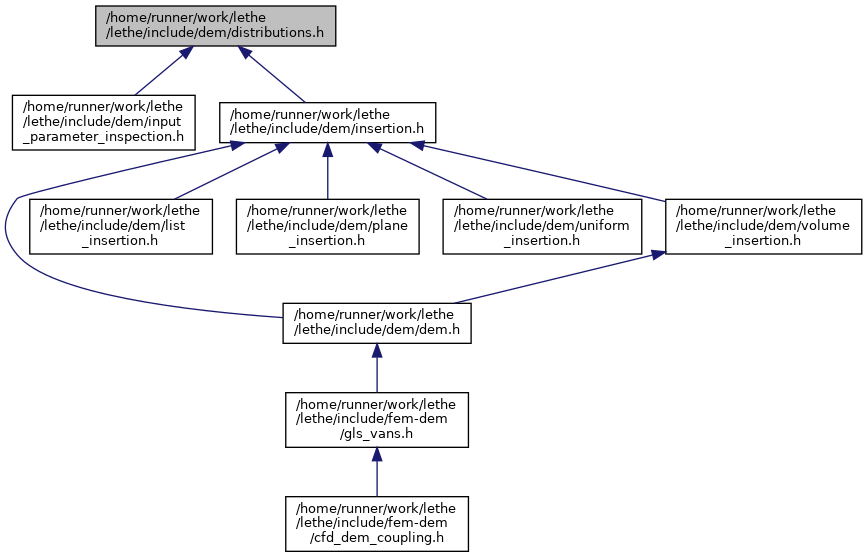 /home/runner/work/lethe
/lethe/include/dem/distributions.h
/home/runner/work/lethe
/lethe/include/dem/input
_parameter_inspection.h
/home/runner/work/lethe
/lethe/include/dem/insertion.h
/home/runner/work/lethe
/lethe/include/dem/list
_insertion.h
/home/runner/work/lethe
/lethe/include/dem/plane
_insertion.h
/home/runner/work/lethe
/lethe/include/dem/uniform
_insertion.h
/home/runner/work/lethe
/lethe/include/dem/volume
_insertion.h
/home/runner/work/lethe
/lethe/include/dem/dem.h
/home/runner/work/lethe
/lethe/include/fem-dem
/gls_vans.h
/home/runner/work/lethe
/lethe/include/fem-dem
/cfd_dem_coupling.h